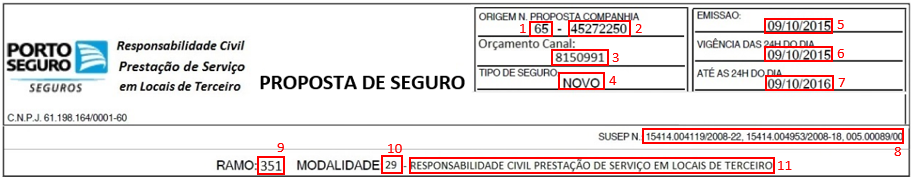 PORTO
SEGURO
SEGUROS
Responsabilidade Civil
Prestação de Serviço
em Locais de Terceiro
C.N.P.J. 61.198.164/0001-60
PROPOSTA DE SEGURO
ORIGEM N. PROPOSTA COMPANHIA
1 65 - 45272250 2
Orçamento Canal:
8150991 3
TIPO DE SEGURO:
NOVO 4
EMISSÃO:
09/10/2015 5
VIGÊNCIA DAS 24H DO DIA
09/10/2015 6
ATÉ AS 24H DO DIA
09/10/2016 7
SUSEP N. 15414.004119/2008-22, 15414.004953/2008-18, 005.00089/00
8
9 10
RAMO: 351 MODALIDADE 29 - RESPONSABILIDADE CIVIL PRESTAÇÃO DE SERVIÇO EM LOCAIS DE TERCEIRO 11